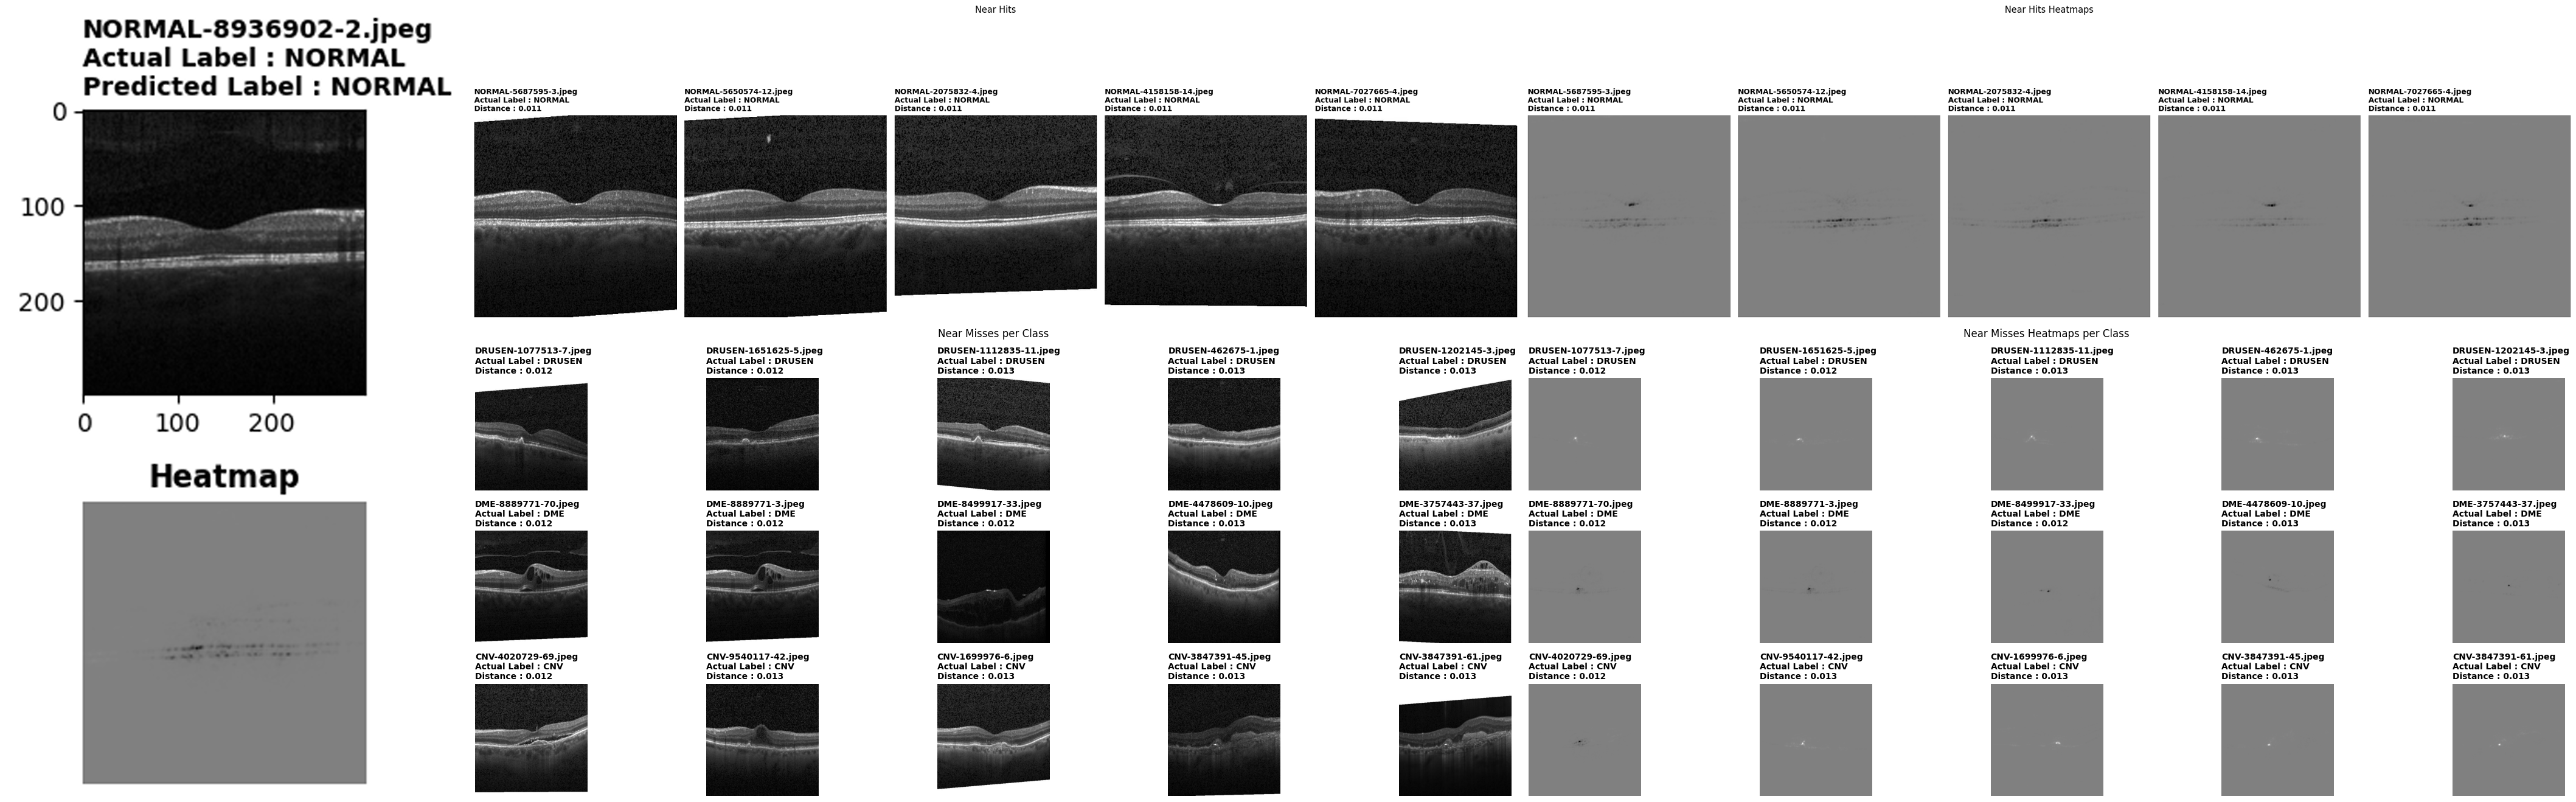 NORMAL-8936902-2.jpeg
Actual Label : NORMAL
Predicted Label : NORMAL
0
100
200
0
100
200
Heatmap
Near Hits
NORMAL-5687595-3.jpeg
Actual Label : NORMAL
Distance : 0.011
NORMAL-5650574-12.jpeg
Actual Label : NORMAL
Distance : 0.011
NORMAL-2075832-4.jpeg
Actual Label : NORMAL
Distance : 0.011
NORMAL-4158158-14.jpeg
Actual Label : NORMAL
Distance : 0.011
NORMAL-7027665-4.jpeg
Actual Label : NORMAL
Distance : 0.011
Near Hits Heatmaps
NORMAL-5687595-3.jpeg
Actual Label : NORMAL
Distance : 0.011
NORMAL-5650574-12.jpeg
Actual Label : NORMAL
Distance : 0.011
NORMAL-2075832-4.jpeg
Actual Label : NORMAL
Distance : 0.011
NORMAL-4158158-14.jpeg
Actual Label : NORMAL
Distance : 0.011
NORMAL-7027665-4.jpeg
Actual Label : NORMAL
Distance : 0.011
Near Misses per Class
DRUSEN-1077513-7.jpeg
Actual Label : DRUSEN
Distance : 0.012
DRUSEN-1651625-5.jpeg
Actual Label : DRUSEN
Distance : 0.012
DRUSEN-1112835-11.jpeg
Actual Label : DRUSEN
Distance : 0.013
DRUSEN-462675-1.jpeg
Actual Label : DRUSEN
Distance : 0.013
DRUSEN-1202145-3.jpeg
Actual Label : DRUSEN
Distance : 0.013
DME-8889771-70.jpeg
Actual Label : DME
Distance : 0.012
DME-8889771-3.jpeg
Actual Label : DME
Distance : 0.012
DME-8499917-33.jpeg
Actual Label : DME
Distance : 0.012
DME-4478609-10.jpeg
Actual Label : DME
Distance : 0.013
DME-3757443-37.jpeg
Actual Label : DME
Distance : 0.013
CNV-4020729-69.jpeg
Actual Label : CNV
Distance : 0.012
CNV-9540117-42.jpeg
Actual Label : CNV
Distance : 0.013
CNV-1699976-6.jpeg
Actual Label : CNV
Distance : 0.013
CNV-3847391-45.jpeg
Actual Label : CNV
Distance : 0.013
CNV-3847391-61.jpeg
Actual Label : CNV
Distance : 0.013
Near Misses Heatmaps per Class
DRUSEN-1077513-7.jpeg
Actual Label : DRUSEN
Distance : 0.012
DRUSEN-1651625-5.jpeg
Actual Label : DRUSEN
Distance : 0.012
DRUSEN-1112835-11.jpeg
Actual Label : DRUSEN
Distance : 0.013
DRUSEN-462675-1.jpeg
Actual Label : DRUSEN
Distance : 0.013
DRUSEN-1202145-3.jpeg
Actual Label : DRUSEN
Distance : 0.013
DME-8889771-70.jpeg
Actual Label : DME
Distance : 0.012
DME-8889771-3.jpeg
Actual Label : DME
Distance : 0.012
DME-8499917-33.jpeg
Actual Label : DME
Distance : 0.012
DME-4478609-10.jpeg
Actual Label : DME
Distance : 0.013
DME-3757443-37.jpeg
Actual Label : DME
Distance : 0.013
CNV-4020729-69.jpeg
Actual Label : CNV
Distance : 0.012
CNV-9540117-42.jpeg
Actual Label : CNV
Distance : 0.013
CNV-1699976-6.jpeg
Actual Label : CNV
Distance : 0.013
CNV-3847391-45.jpeg
Actual Label : CNV
Distance : 0.013
CNV-3847391-61.jpeg
Actual Label : CNV
Distance : 0.013